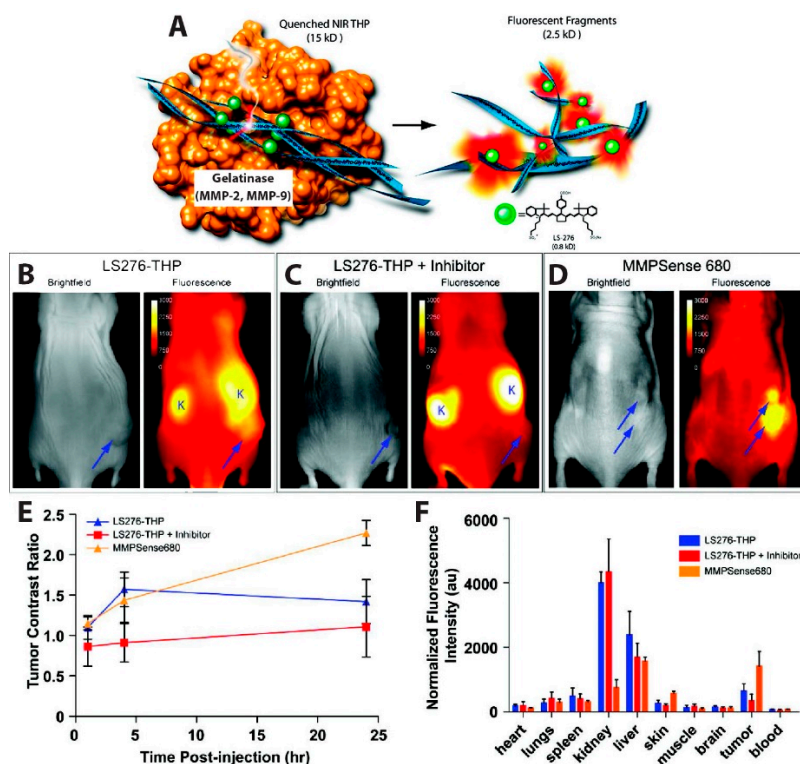 A
Quenched NIR THP
(15 kD )
Fluorescent Fragments
(2.5 kD )
Gelatinase
(MMP-2, MMP-9)
LS-276
(0.8 kD)
B
LS276-THP
Brightfield
Fluorescence
3000
2250
1500
750
0
K
K
C
LS276-THP + Inhibitor
Brightfield
Fluorescence
3000
2250
1500
750
0
K
K
D
MMPSense 680
Brightfield
Fluorescence
3000
2250
1500
750
0
E
Tumor Contrast Ratio
2.5
2.0
1.5
1.0
0.5
0.0
0
5
10
15
20
25
Time Post-injection (hr)
LS276-THP
LS276-THP + Inhibitor
MMPSense680
F
Normalized Fluorescence
Intensity (au)
6000
4000
2000
0
LS276-THP
LS276-THP + Inhibitor
MMPSense680
heart
lungs
spleen
kidney
liver
skin
muscle
brain
tumor
blood